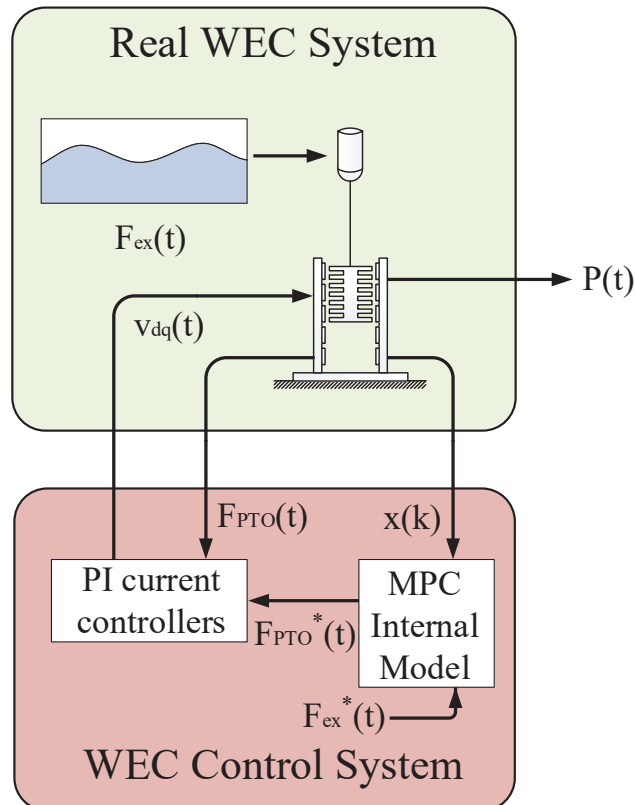 Real WEC System
Fex(t)
P(t)
vdq(t)
FPTO(t)
x(k)
PI current
controllers
FPTO*(t)
MPC
Internal
Model
Fex*(t)
WEC Control System